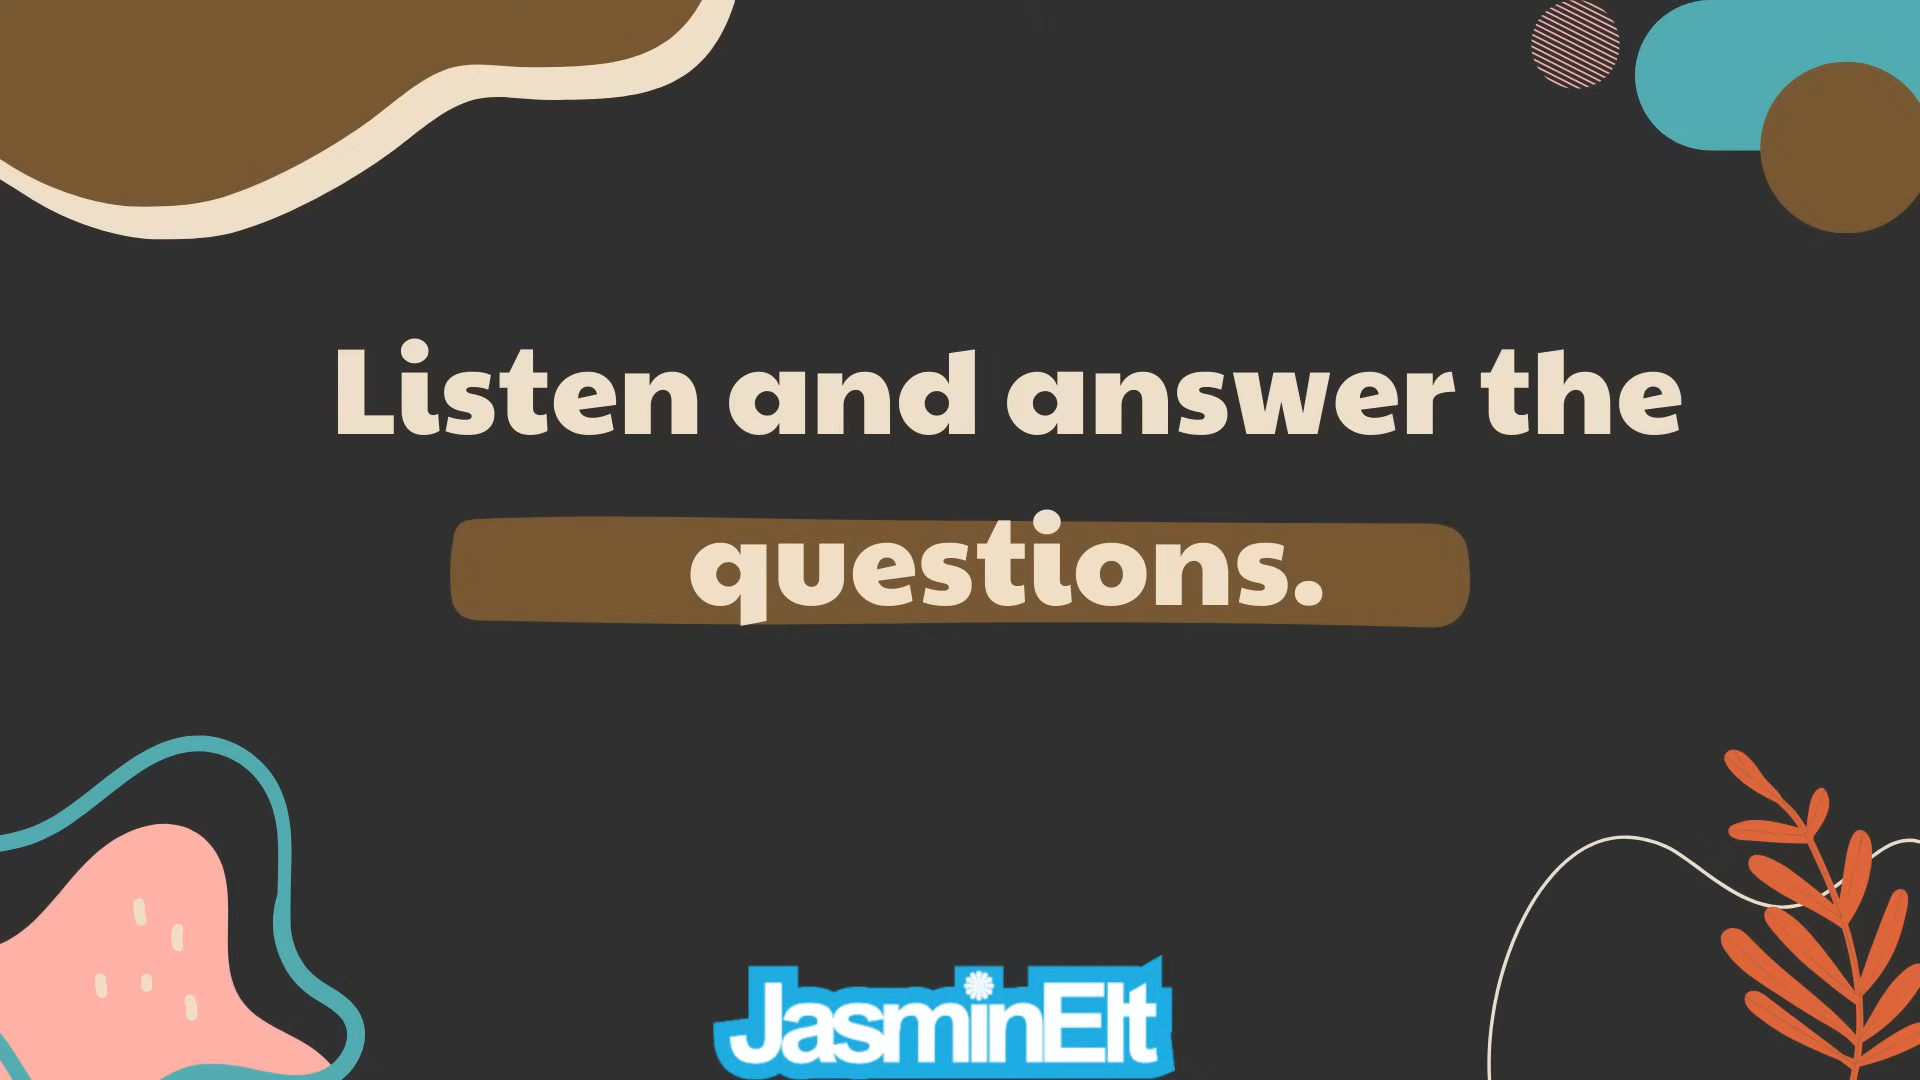 Listen and answer the
questions.
JasminElt